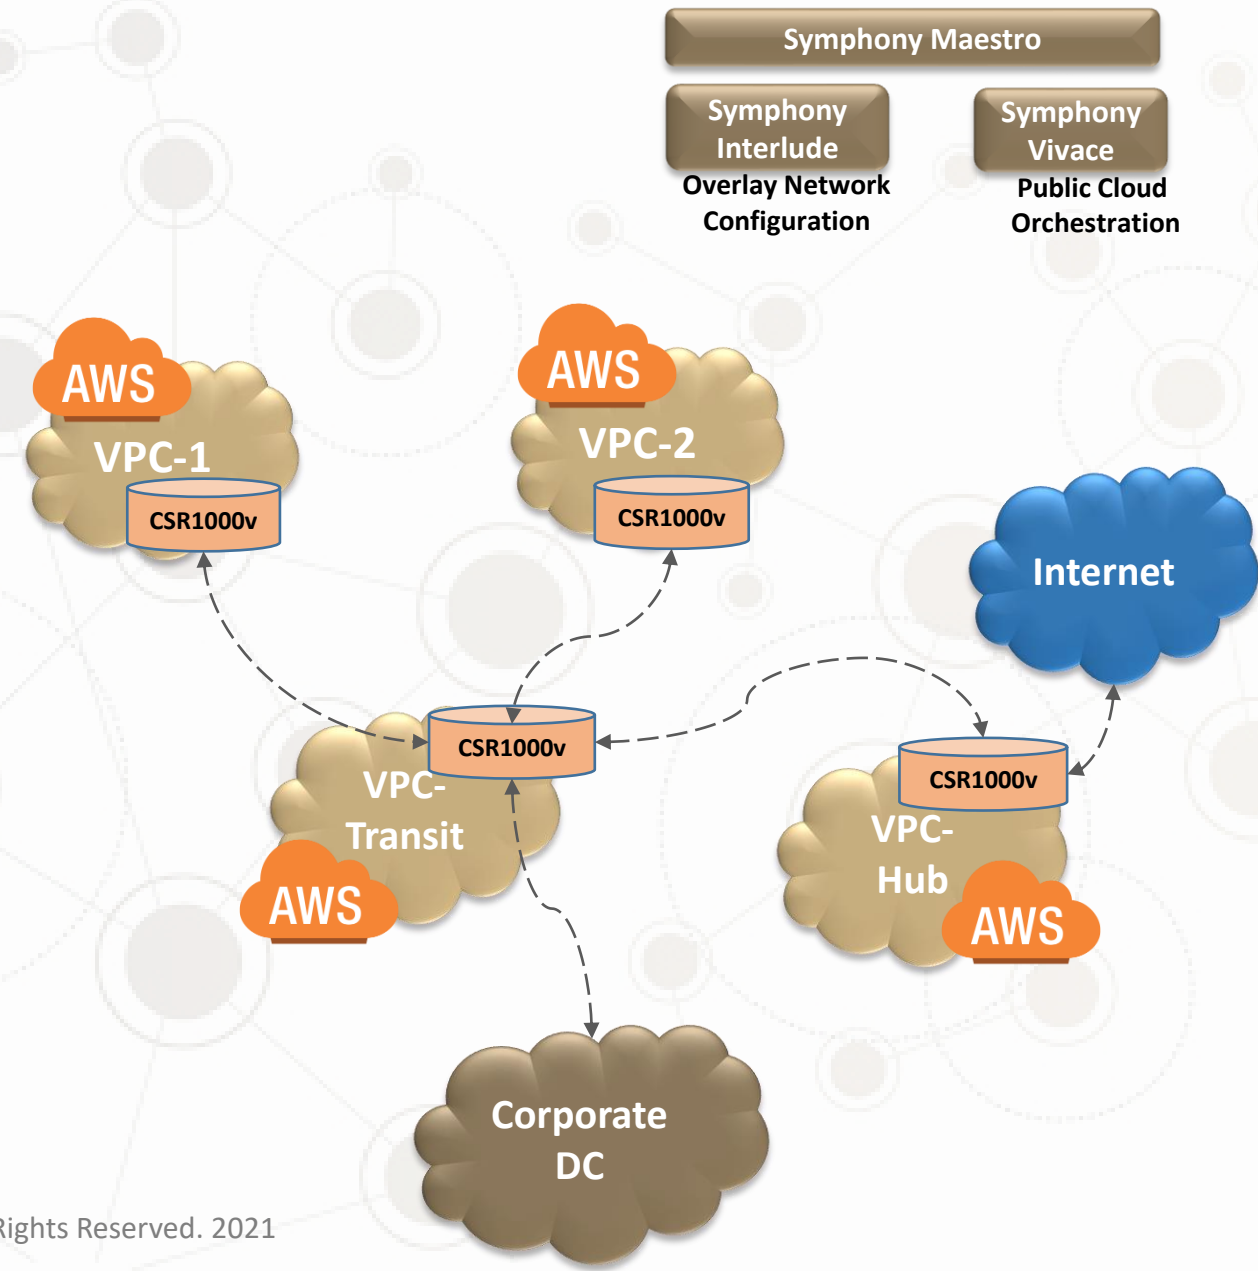 Symphony Maestro
Symphony
Interlude
Overlay Network
Configuration
Symphony
Vivace
Public Cloud
Orchestration
AWS
VPC-1
CSR1000v
AWS
VPC-2
CSR1000v
Internet
CSR1000v
VPC-
Transit
AWS
CSR1000v
VPC-
Hub
AWS
Corporate
DC
Rights Reserved. 2021